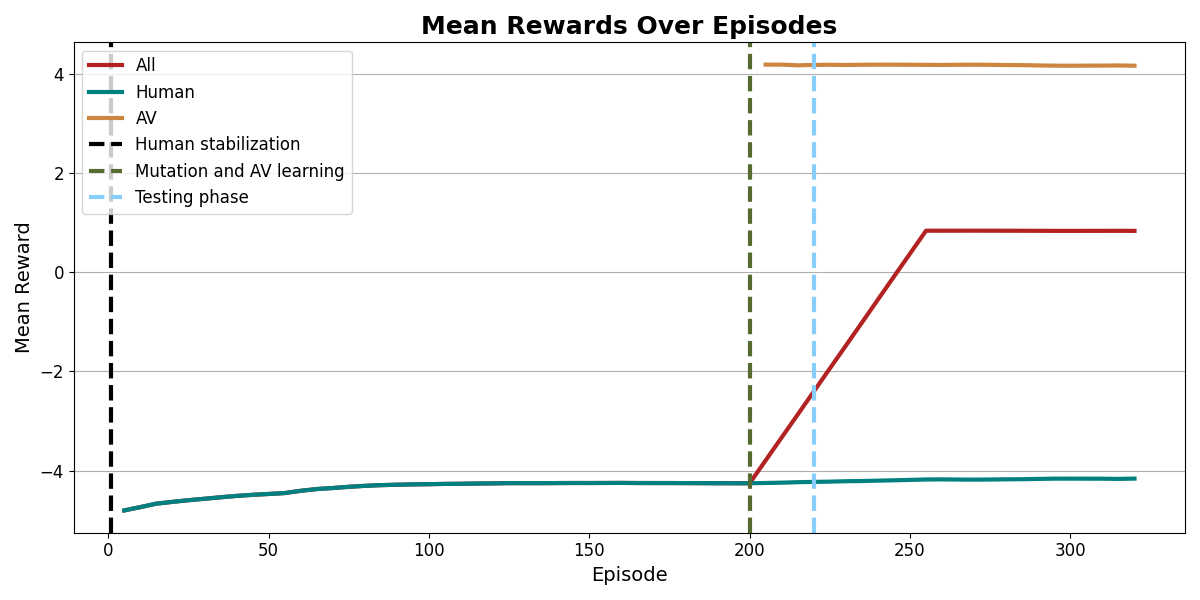 Mean Rewards Over Episodes
All
Human
AV
Human stabilization
Mutation and AV learning
Testing phase
Mean Reward
4
2
0
−2
−4
0 50 100 150 200 250 300
Episode